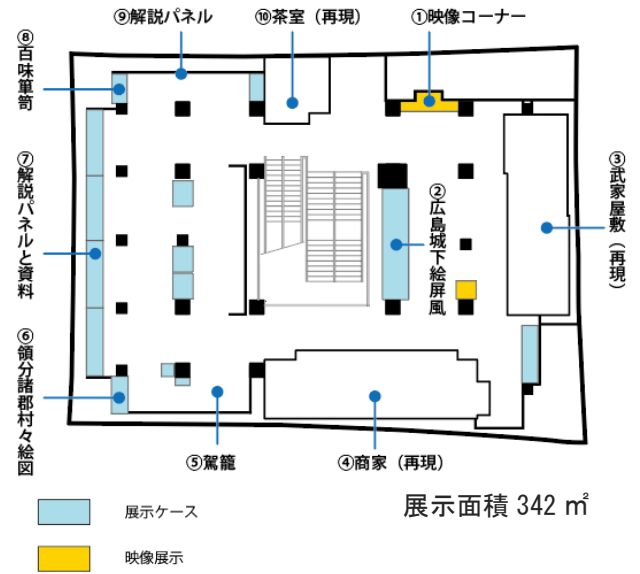 ⑨解説パネル
⑩茶室（再現）
①映像コーナー
⑧百味箪笥
②広島城下絵屏風
③武家屋敷（再現）
⑦解説パネルと資料
⑥領分諸郡村々絵図
⑤駕籠
④商家（再現）
展示面積 342 ㎡
展示ケース
映像展示